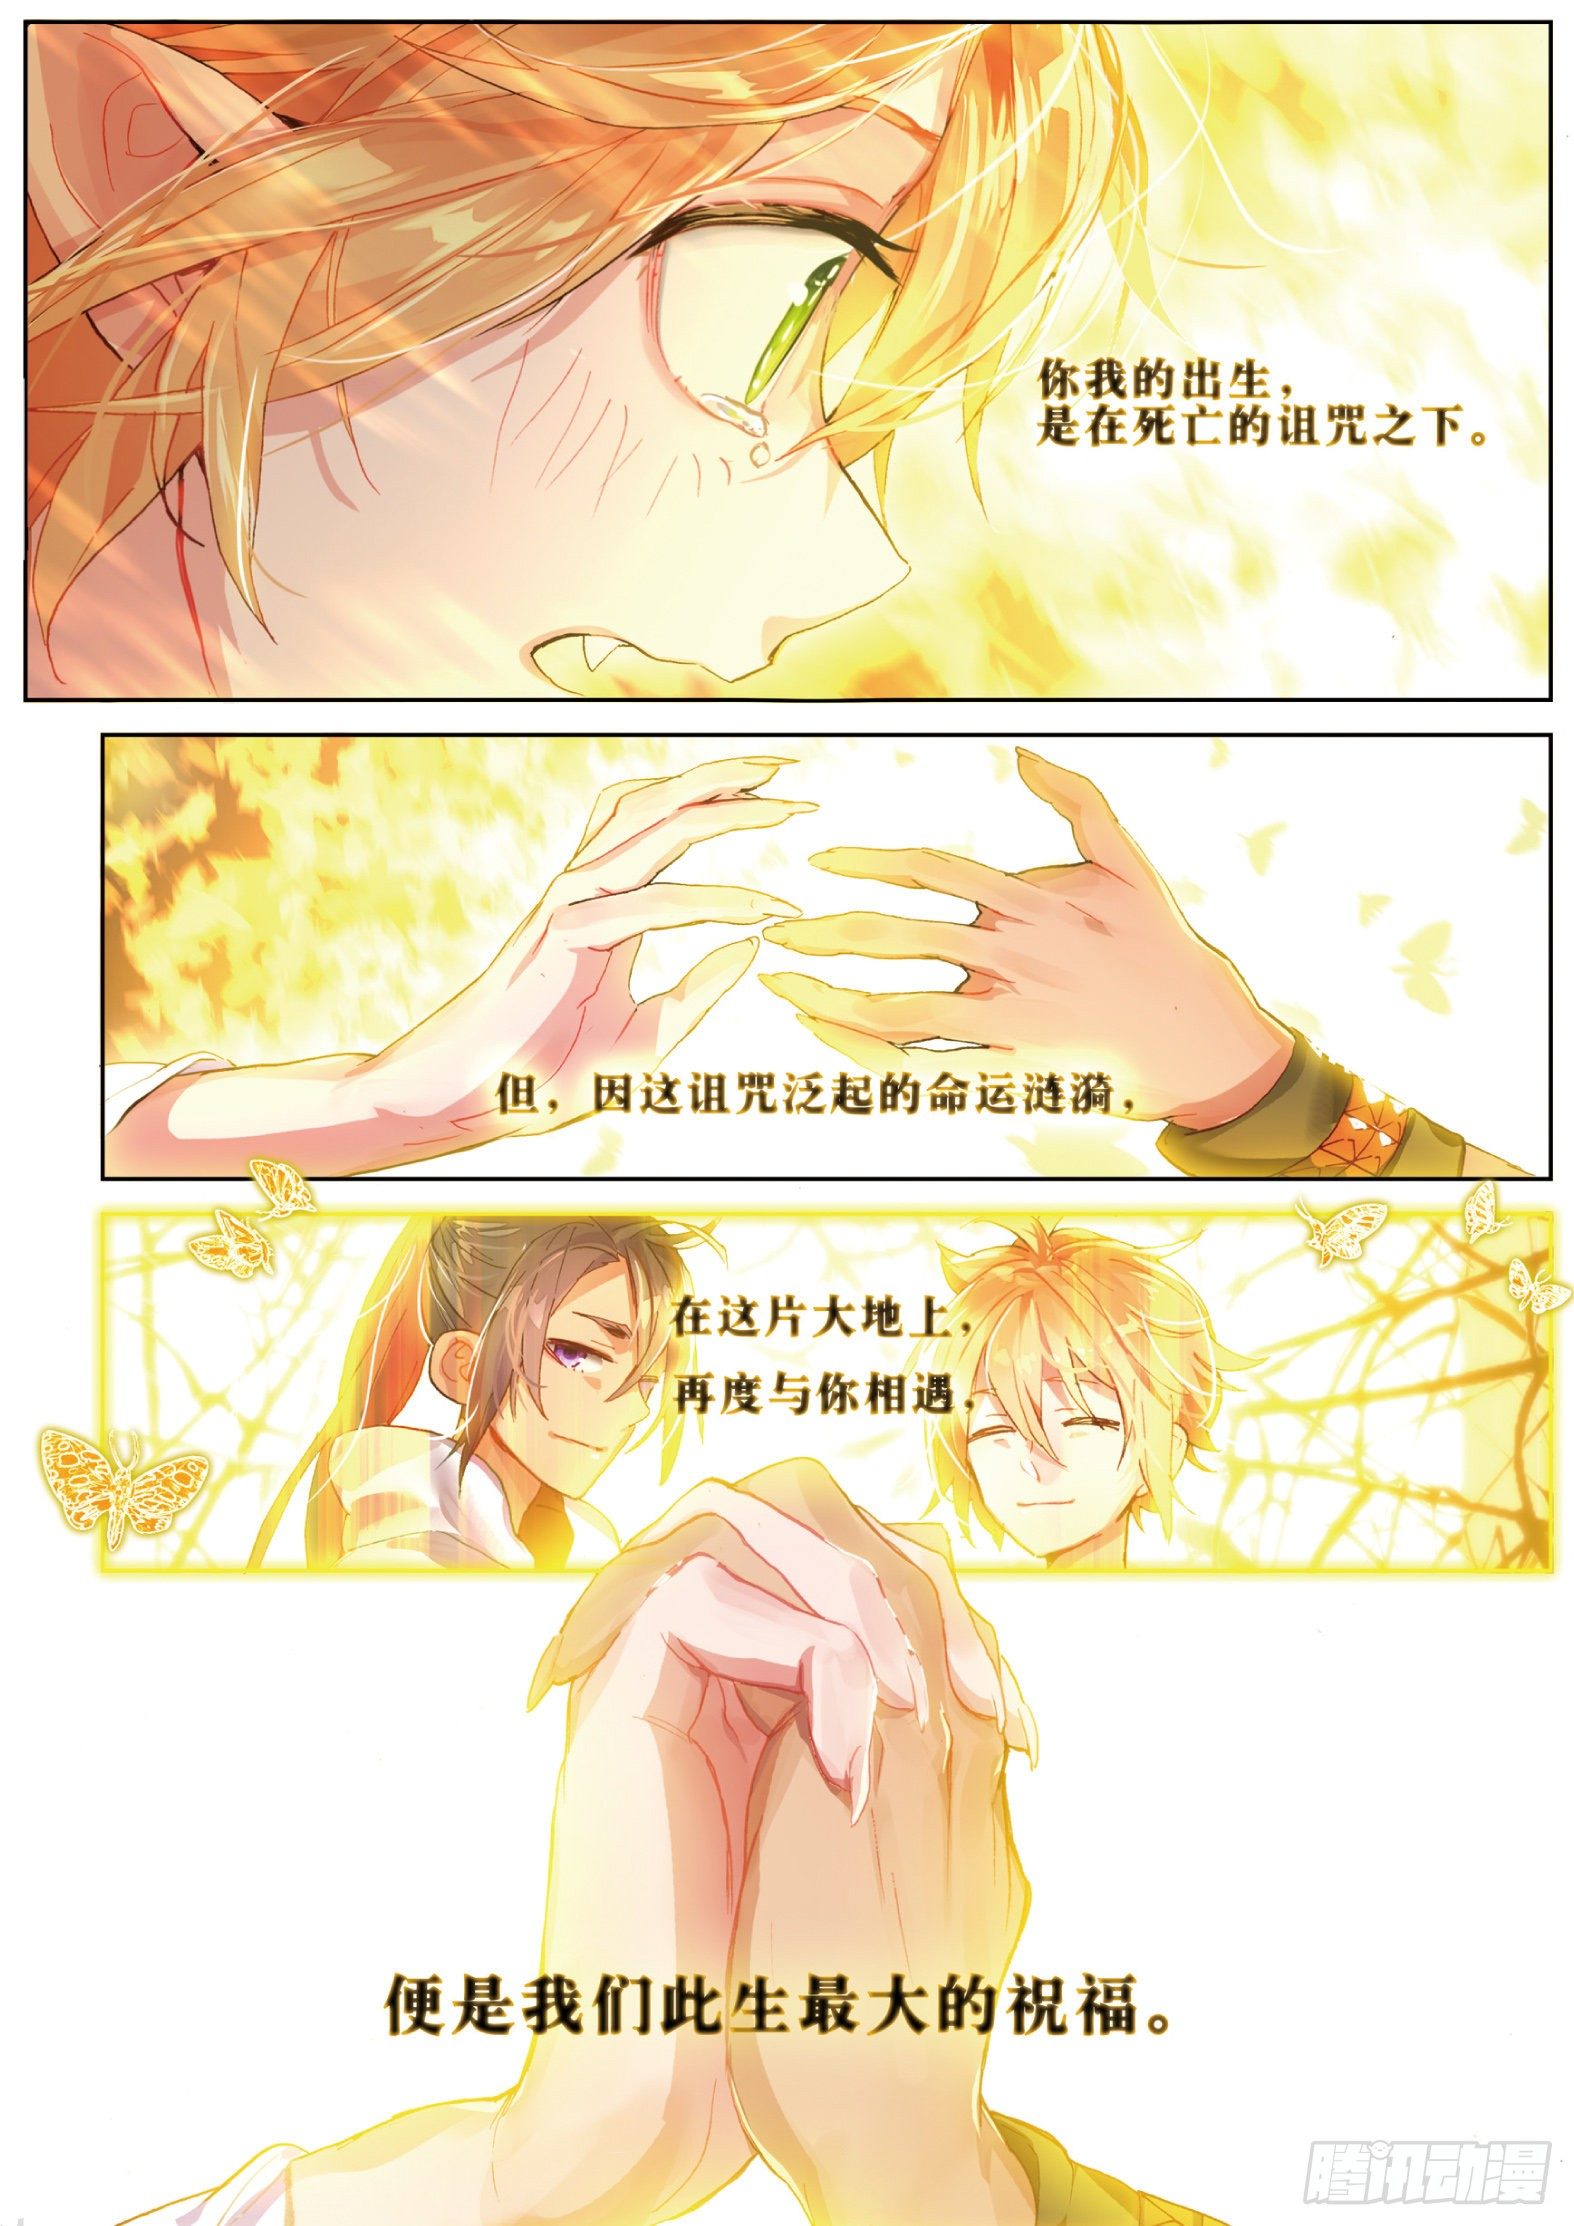 你我的出生，
是在死亡的诅咒之下。
但，因这诅咒泛起的命运涟漪，
在这片大地上，
再度与你相遇，
便是我们此生最大的祝福。
腾讯动漫